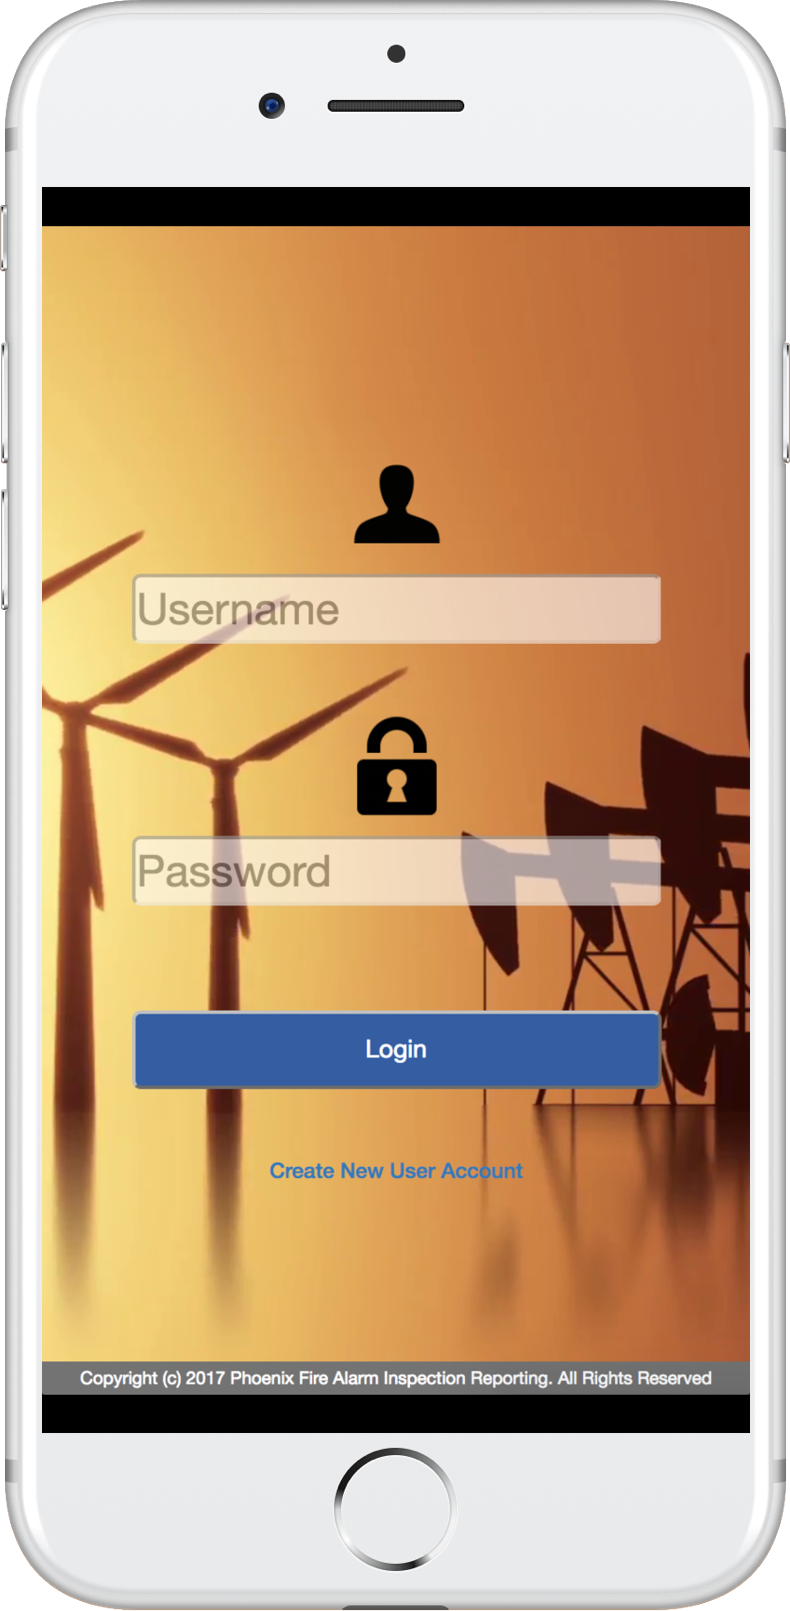 Username
Password
Login
Create New User Account
Copyright (c) 2017 Phoenix Fire Alarm Inspection Reporting. All Rights Reserved